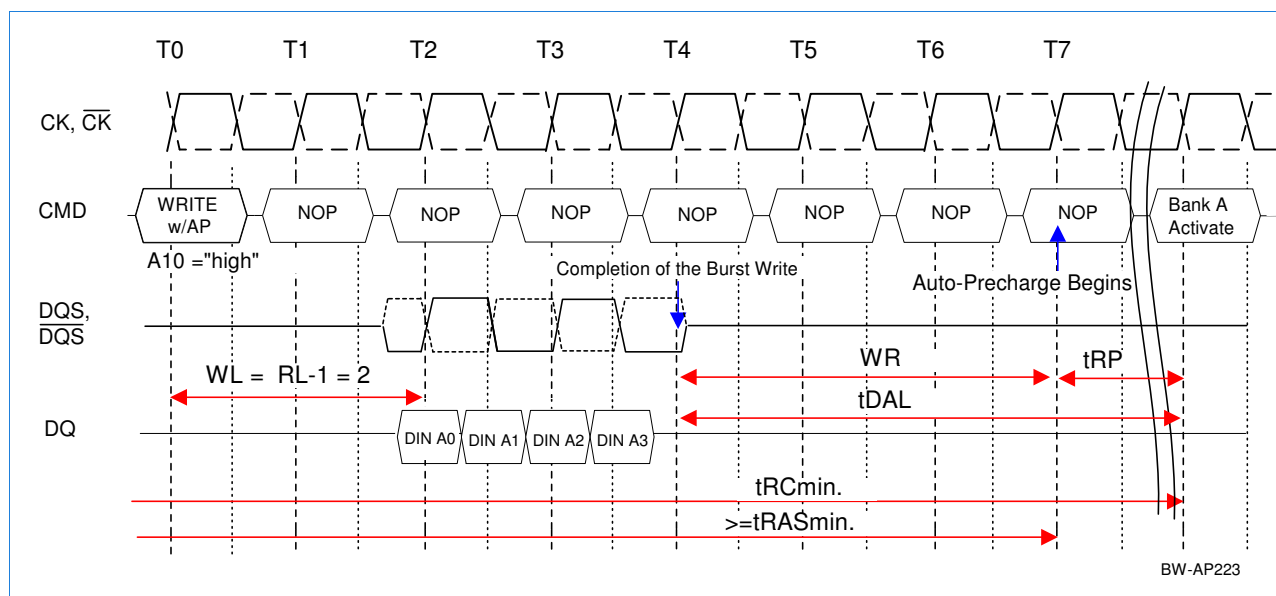 T0 T1 T2 T3 T4 T5 T6 T7
CK, CK
CMD
WRITE
w/AP
NOP
NOP
NOP
NOP
NOP
NOP
NOP
Bank A
Activate
A10 ="high"
Completion of the Burst Write
Auto-Precharge Begins
DQS,
DQS
WL = RL-1 = 2
WR
tRP
tDAL
DQ
DIN A0
DIN A1
DIN A2
DIN A3
tRCmin.
>=tRASmin.
BW-AP223